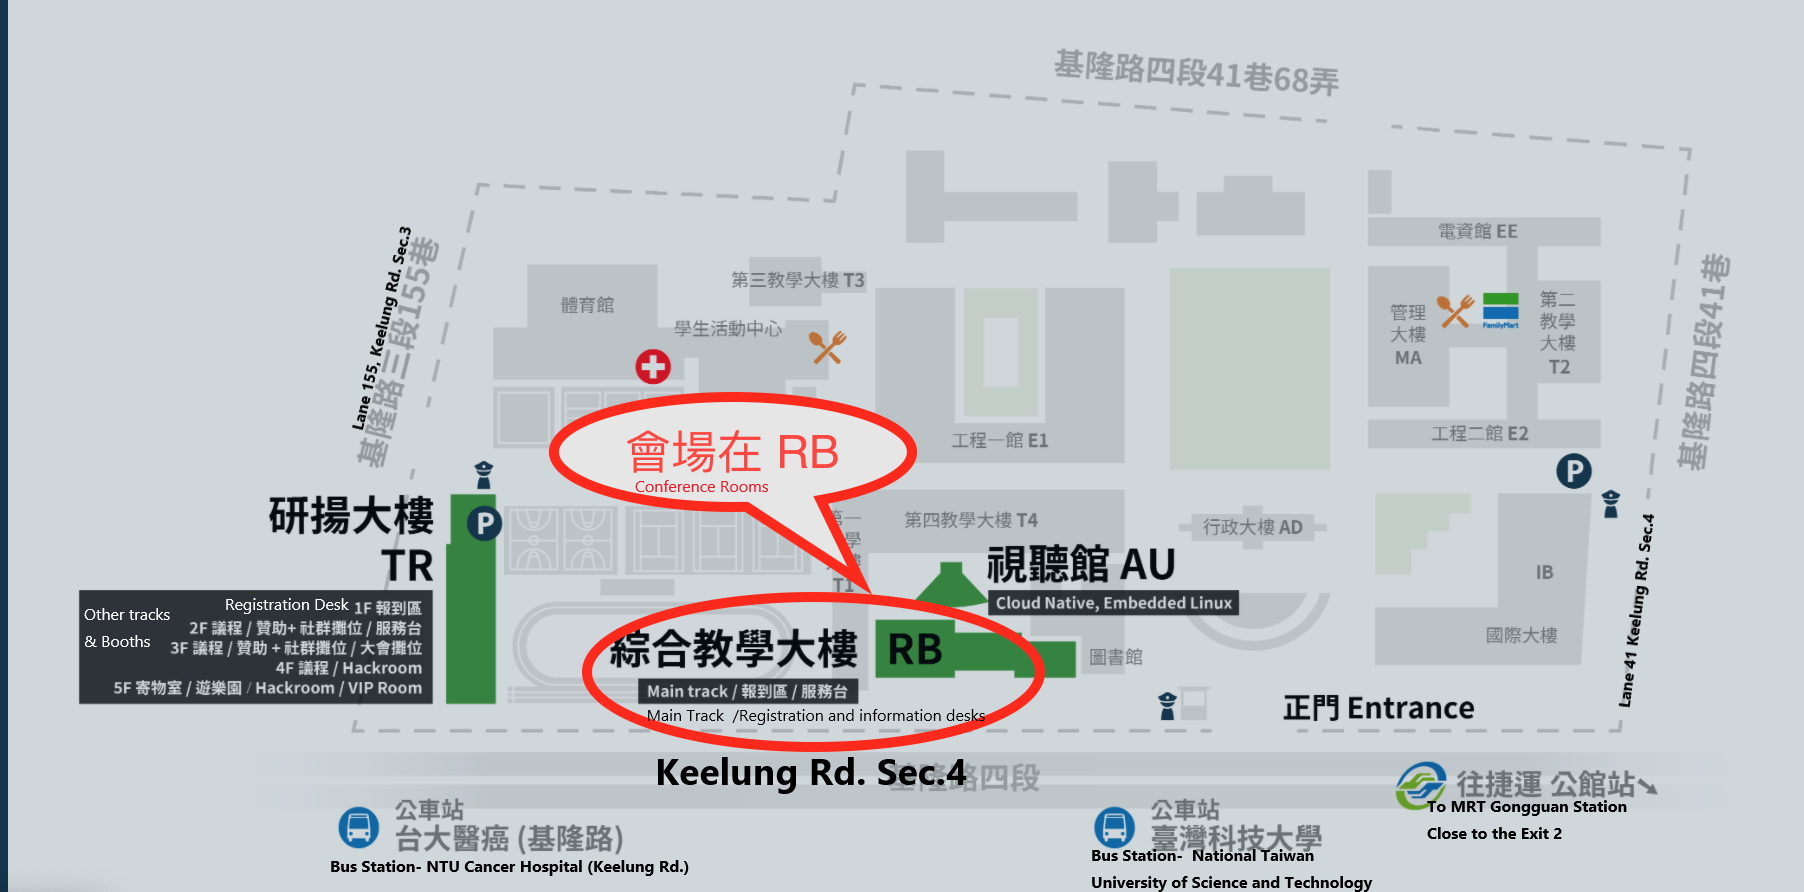 基隆路四段41巷68弄
Lane 155, Keelung Rd. Sec.3
基隆路三段155巷
電資館 EE
基隆路四段41巷
體育館
第三教學大樓 T3
學生活動中心
管理
大樓
MA
FamilyMart
第二
教學
大樓
T2
工程一館 E1
工程二館 E2
會場在 RB
Conference Rooms
P
研揚大樓
TR
P
第一
學
T1
第四教學大樓 T4
行政大樓 AD
視聽館 AU
Cloud Native, Embedded Linux
IB
國際大樓
Lane 41 Keelung Rd. Sec.4
Other tracks
& Booths
Registration Desk 1F 報到區
2F 議程 / 贊助+ 社群攤位 / 服務台
3F 議程 / 贊助 + 社群攤位 / 大會攤位
4F 議程 / Hackroom
5F 寄物室 / 遊樂園 / Hackroom / VIP Room
綜合教學大樓 RB
圖書館
Main track / 報到區 / 服務台
Main Track /Registration and information desks
正門 Entrance
Keelung Rd. Sec.4
基隆路四段
往捷運 公館站
To MRT Gongguan Station
Close to the Exit 2
公車站
台大醫癌 (基隆路)
Bus Station- NTU Cancer Hospital (Keelung Rd.)
公車站
臺灣科技大學
Bus Station- National Taiwan
University of Science and Technology